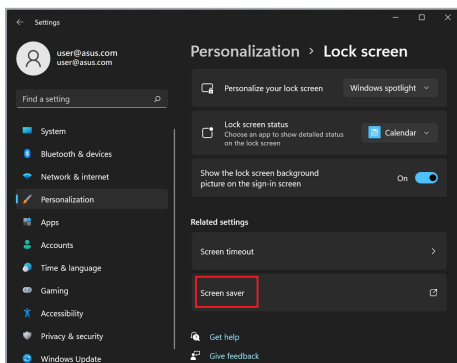 Settings
user@asus.com
user@asus.com
Find a setting
System
Bluetooth & devices
Network & internet
Personalization
Apps
Accounts
Time & language
Gaming
Accessibility
Privacy & security
Windows Update
Personalization > Lock screen
Personalize your lock screen
Windows spotlight
Lock screen status
Choose an app to show detailed status
on the lock screen
Calendar
Show the lock screen background
picture on the sign-in screen
On
Related settings
Screen timeout
Screen saver
Get help
Give feedback